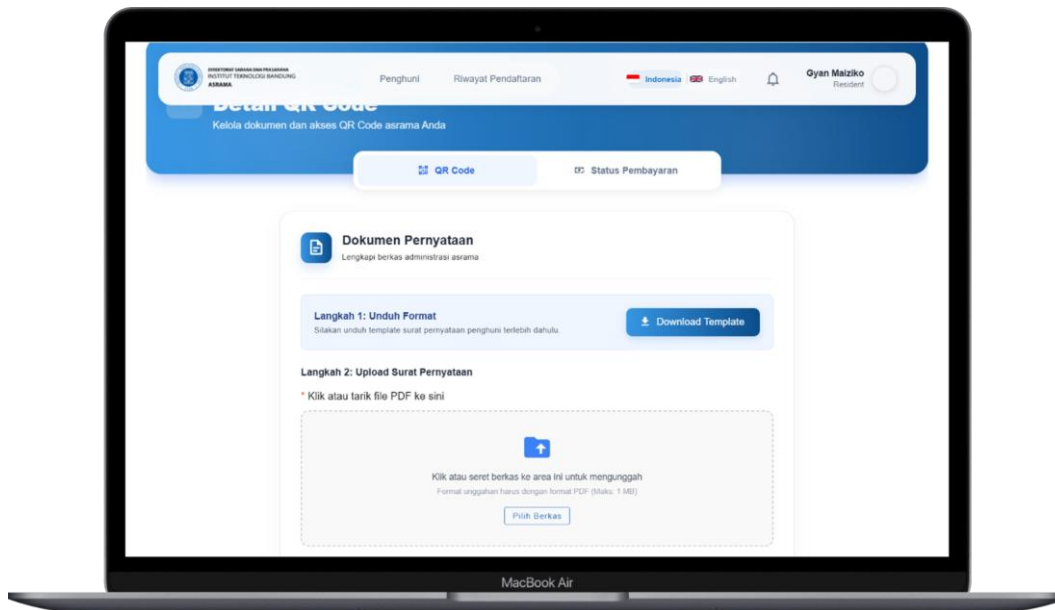 DIREKTORAT SARANA DAN PRASARANA
INSTITUT TEKNOLOGI BANDUNG
ASRAMA
Penghuni
Riwayat Pendaftaran
Indonesia
English
Gyan Maiziko
Resident
Detail QR Code
Kelola dokumen dan akses QR Code asrama Anda
QR Code
Status Pembayaran
Dokumen Pernyataan
Lengkapi berkas administrasi asrama
Langkah 1: Unduh Format
Silakan unduh template surat pernyataan penghuni terlebih dahulu.
Download Template
Langkah 2: Upload Surat Pernyataan
* Klik atau tarik file PDF ke sini
Klik atau seret berkas ke area ini untuk mengunggah
Format unggahan harus dengan format PDF (Maks. 1 MB)
Pilih Berkas
MacBook Air